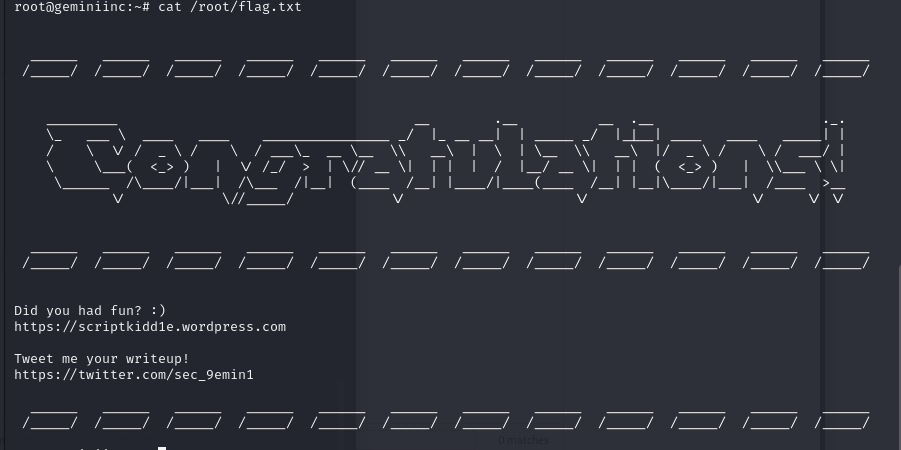 root@geminiinc:~# cat /root/flag.txt
Congratulations!
Did you had fun? :)
https://scriptkidd1e.wordpress.com
Tweet me your writeup!
https://twitter.com/sec_9emin1
0 matches